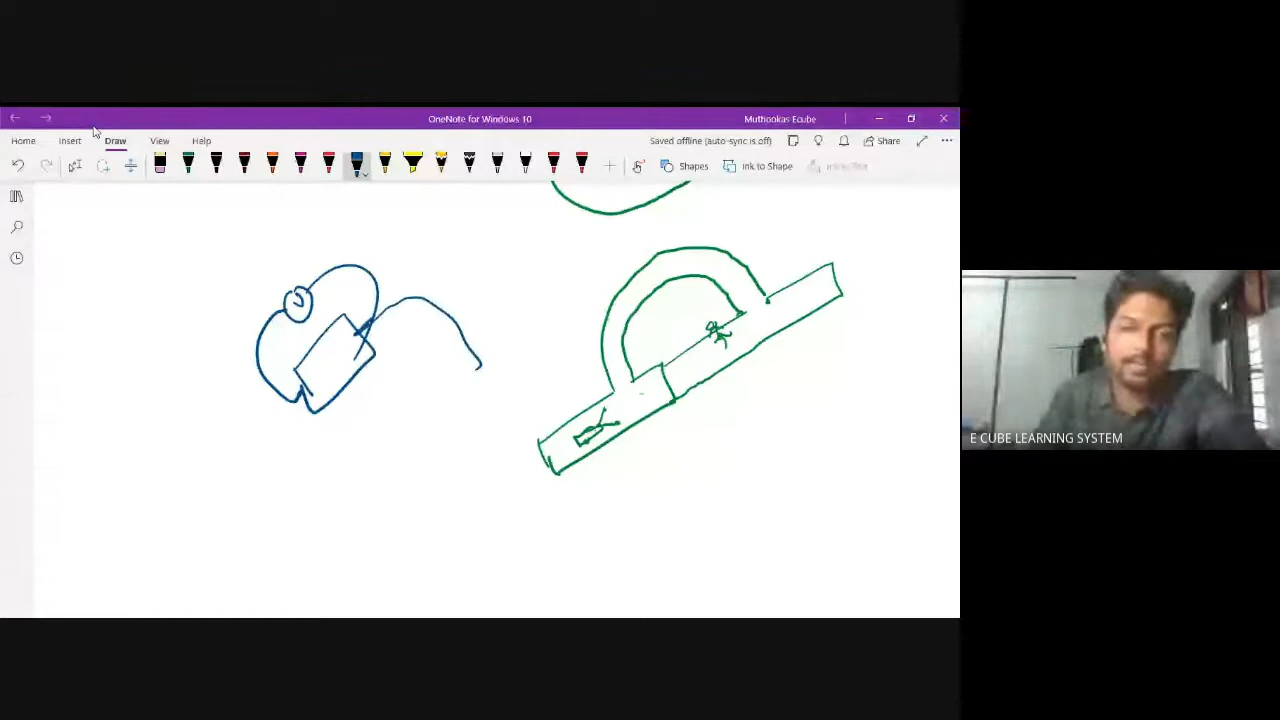 OneNote for Windows 10
Muthookas Ecube
Home Insert Draw View Help
Saved offline (auto-sync is off)
Share
Shapes
Ink to Shape
E CUBE LEARNING SYSTEM